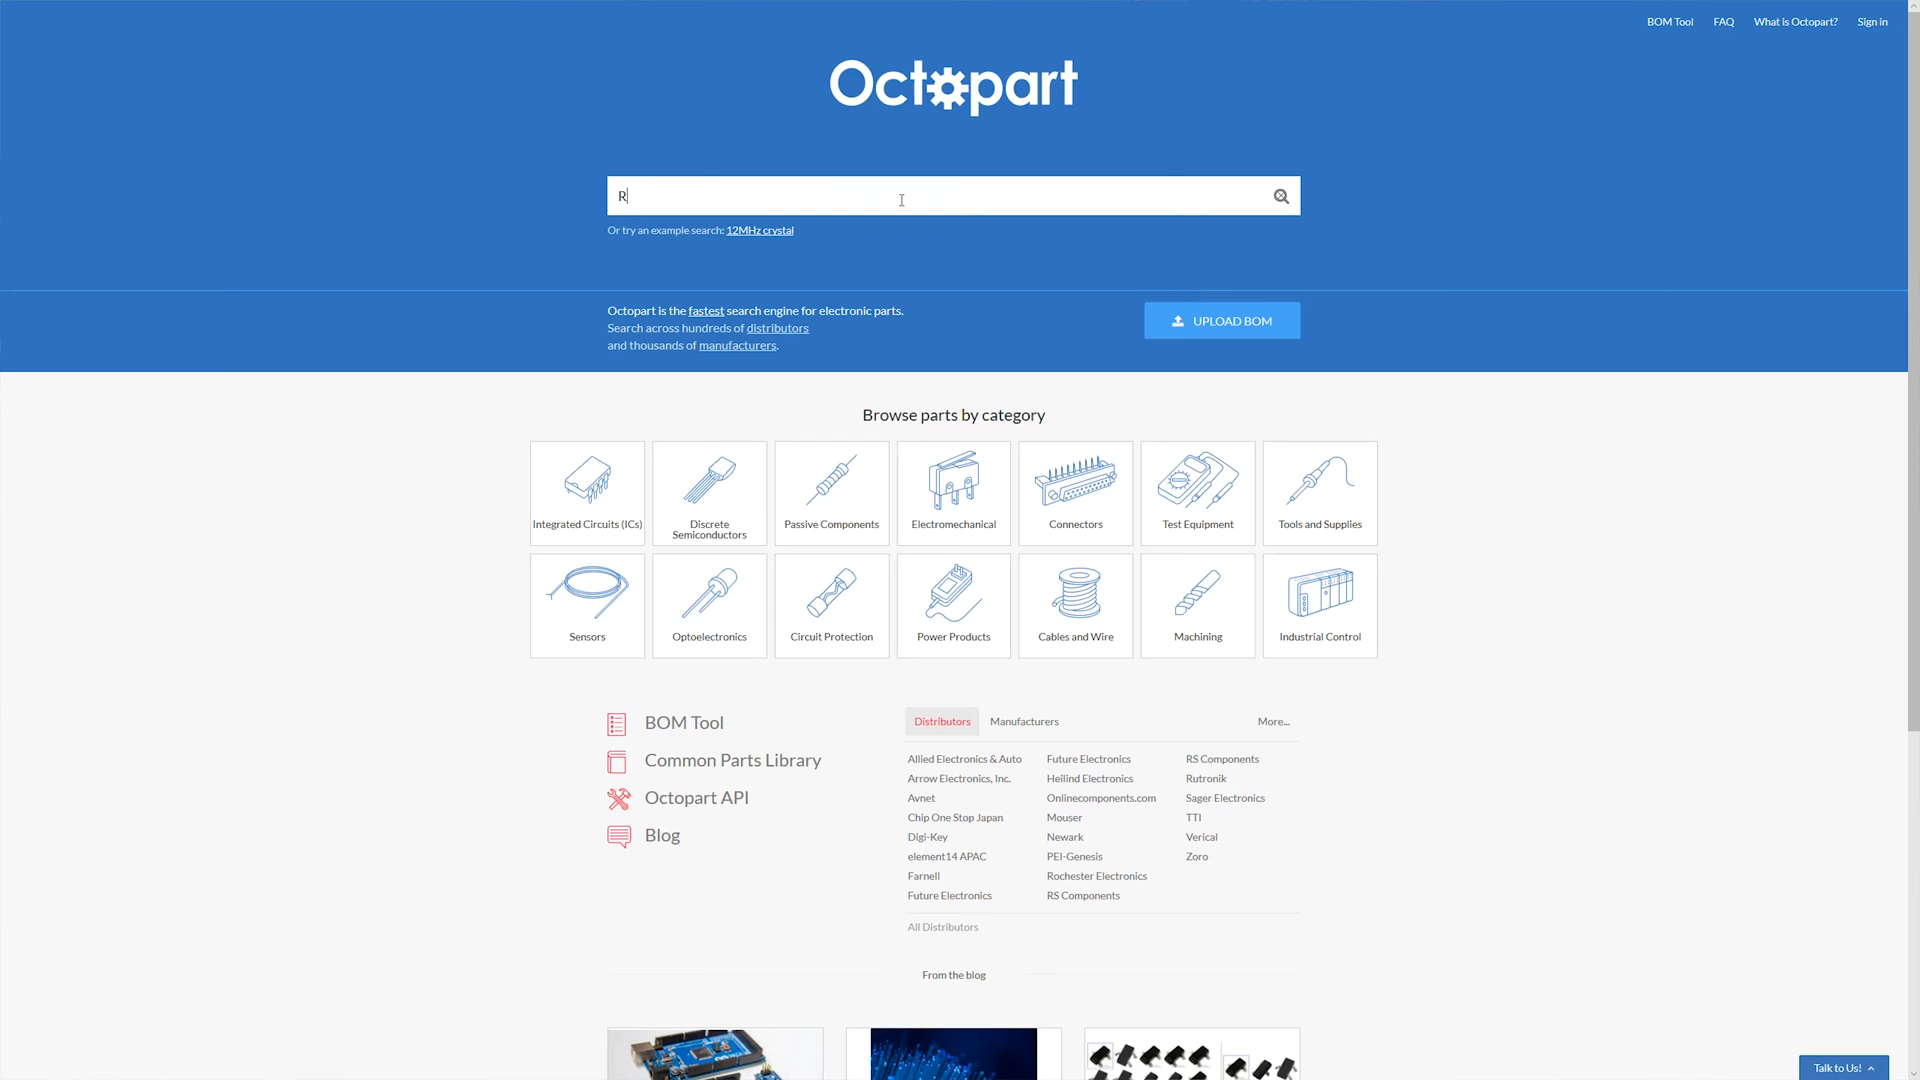 BOM Tool FAQ What is Octopart? Sign in
Octopart
R
Or try an example search: 12MHz crystal
Octopart is the fastest search engine for electronic parts.
Search across hundreds of distributors
and thousands of manufacturers.
UPLOAD BOM
Browse parts by category
Integrated Circuits (ICs)
Discrete
Semiconductors
Passive Components
Electromechanical
Connectors
Test Equipment
Tools and Supplies
Sensors
Optoelectronics
Circuit Protection
Power Products
Cables and Wire
Machining
Industrial Control
BOM Tool
Common Parts Library
Octopart API
Blog
Distributors Manufacturers More...
Allied Electronics & Auto
Arrow Electronics, Inc.
Avnet
Chip One Stop Japan
Digi-Key
element14 APAC
Farnell
Future Electronics
Future Electronics
Heilind Electronics
Onlinecomponents.com
Mouser
Newark
PEI-Genesis
Rochester Electronics
RS Components
RS Components
Rutronik
Sager Electronics
TTI
Verical
Zoro
All Distributors
From the blog
Talk to Us!